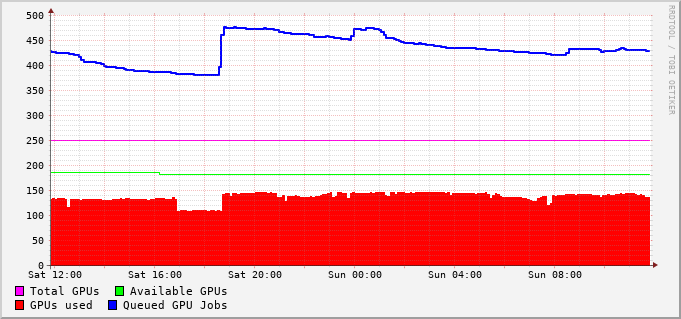 500
450
400
350
300
250
200
150
100
50
0
Sat 12:00 Sat 16:00 Sat 20:00 Sun 00:00 Sun 04:00 Sun 08:00
Total GPUs Available GPUs
GPUs used Queued GPU Jobs
RRDTOOL / TOBI OETIKER